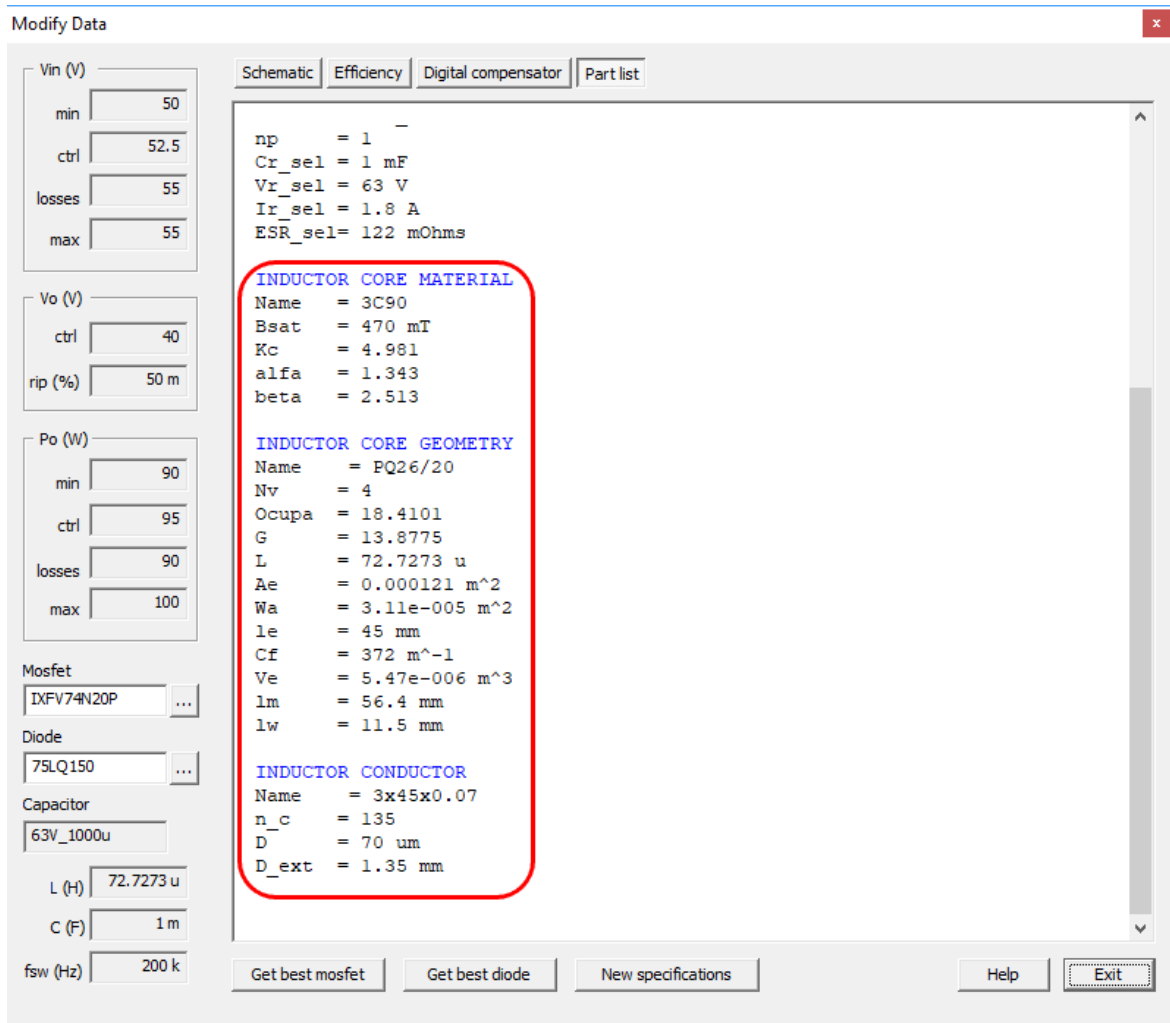 Modify Data
x
Vin (V)
min 50
ctrl 52.5
losses 55
max 55
Vo (V)
ctrl 40
rip (%) 50 m
Po (W)
min 90
ctrl 95
losses 90
max 100
Mosfet
IXFV74N20P ...
Diode
75LQ150 ...
Capacitor
63V_1000u
L (H) 72.7273 u
C (F) 1 m
fsw (Hz) 200 k
Schematic Efficiency Digital compensator Part list
np = 1
Cr_sel = 1 mF
Vr_sel = 63 V
Ir_sel = 1.8 A
ESR_sel= 122 mOhms
INDUCTOR CORE MATERIAL
Name = 3C90
Bsat = 470 mT
Kc = 4.981
alfa = 1.343
beta = 2.513
INDUCTOR CORE GEOMETRY
Name = PQ26/20
Nv = 4
Ocupa = 18.4101
G = 13.8775
L = 72.7273 u
Ae = 0.000121 m^2
Wa = 3.11e-005 m^2
le = 45 mm
Cf = 372 m^-1
Ve = 5.47e-006 m^3
lm = 56.4 mm
lw = 11.5 mm
INDUCTOR CONDUCTOR
Name = 3x45x0.07
n_c = 135
D = 70 um
D_ext = 1.35 mm
Get best mosfet Get best diode New specifications Help Exit